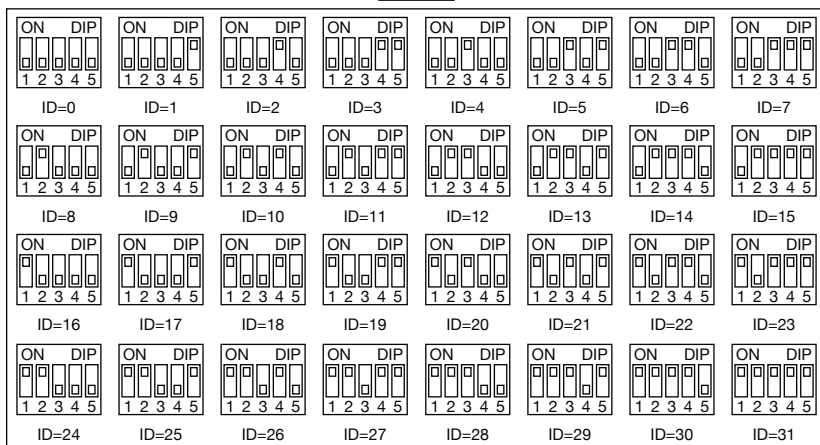 ON DIP ON DIP ON DIP ON DIP ON DIP ON DIP ON DIP ON DIP
1 2 3 4 5 1 2 3 4 5 1 2 3 4 5 1 2 3 4 5 1 2 3 4 5 1 2 3 4 5 1 2 3 4 5 1 2 3 4 5
ID=0 ID=1 ID=2 ID=3 ID=4 ID=5 ID=6 ID=7
ON DIP ON DIP ON DIP ON DIP ON DIP ON DIP ON DIP ON DIP
1 2 3 4 5 1 2 3 4 5 1 2 3 4 5 1 2 3 4 5 1 2 3 4 5 1 2 3 4 5 1 2 3 4 5 1 2 3 4 5
ID=8 ID=9 ID=10 ID=11 ID=12 ID=13 ID=14 ID=15
ON DIP ON DIP ON DIP ON DIP ON DIP ON DIP ON DIP ON DIP
1 2 3 4 5 1 2 3 4 5 1 2 3 4 5 1 2 3 4 5 1 2 3 4 5 1 2 3 4 5 1 2 3 4 5 1 2 3 4 5
ID=16 ID=17 ID=18 ID=19 ID=20 ID=21 ID=22 ID=23
ON DIP ON DIP ON DIP ON DIP ON DIP ON DIP ON DIP ON DIP
1 2 3 4 5 1 2 3 4 5 1 2 3 4 5 1 2 3 4 5 1 2 3 4 5 1 2 3 4 5 1 2 3 4 5 1 2 3 4 5
ID=24 ID=25 ID=26 ID=27 ID=28 ID=29 ID=30 ID=31